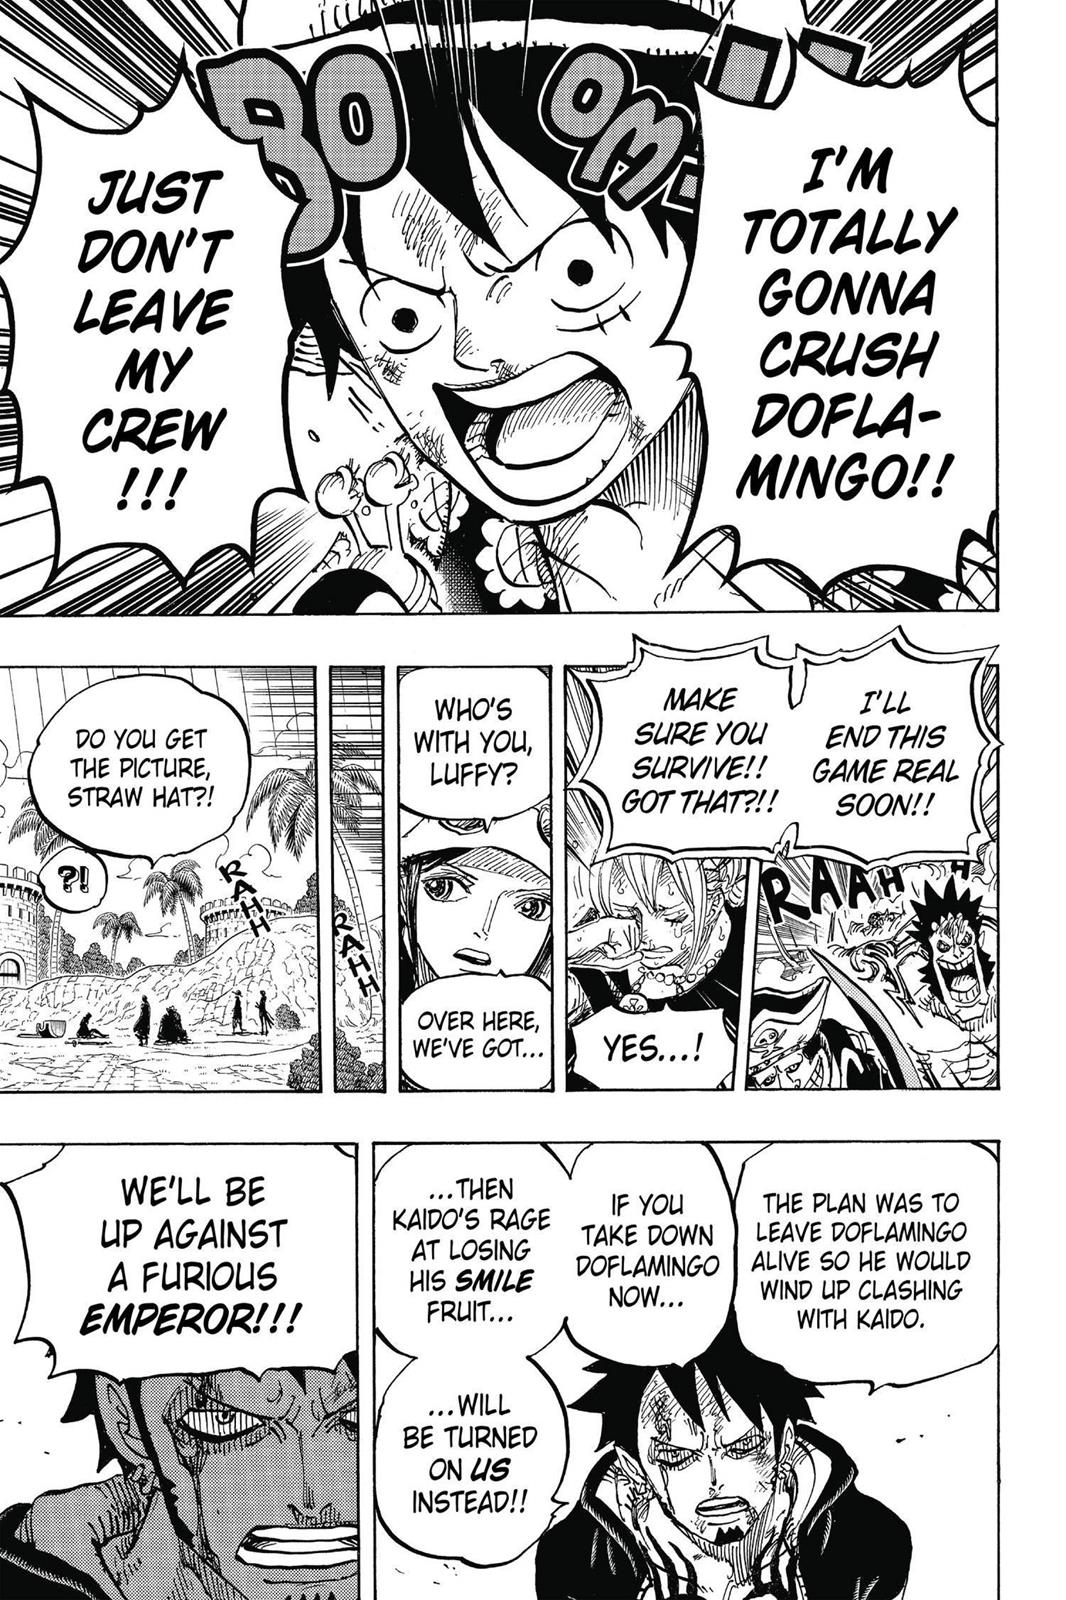 BO
OM
I'M
TOTALLY
GONNA
CRUSH
DOFLA-
MINGO!!
JUST
DON'T
LEAVE
MY
CREW
!!!
I'LL
END THIS
GAME REAL
SOON!!
MAKE
SURE YOU
SURVIVE!!
GOT THAT?!!
RAAH
H
YES...!
WHO'S
WITH YOU,
LUFFY?
OVER HERE,
WE'VE GOT...
RAAHH
RAAHH
DO YOU GET
THE PICTURE,
STRAW HAT?!
?!
THE PLAN WAS TO
LEAVE DOFLAMINGO
ALIVE SO HE WOULD
WIND UP CLASHING
WITH KAIDO.
IF YOU
TAKE DOWN
DOFLAMINGO
NOW...
...THEN
KAIDO'S RAGE
AT LOSING
HIS SMILE
FRUIT...
...WILL
BE TURNED
ON US
INSTEAD!!
WE'LL BE
UP AGAINST
A FURIOUS
EMPEROR!!!